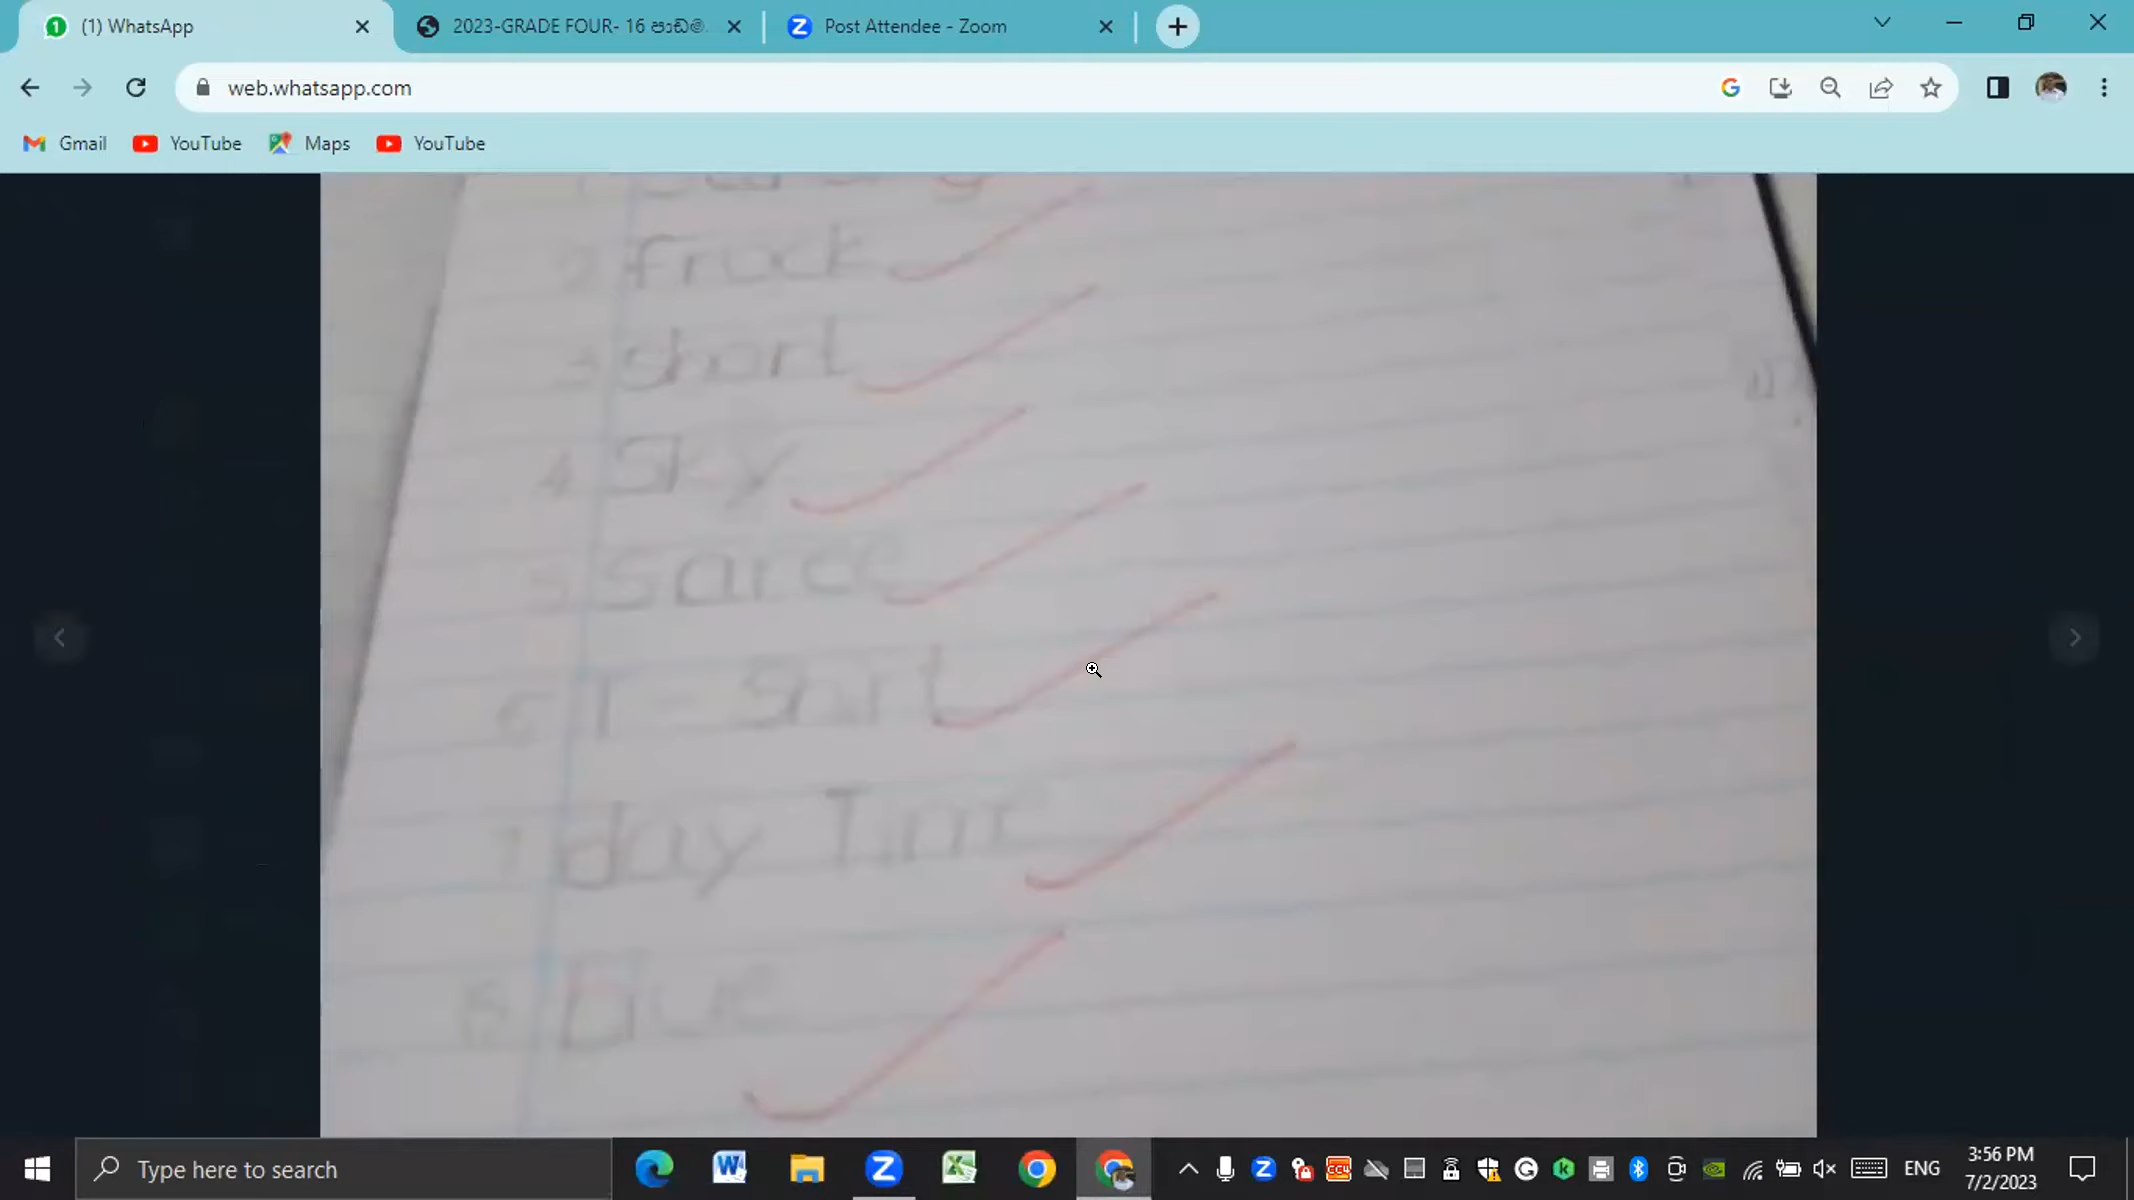 (1) WhatsApp
2023-GRADE FOUR- 16 පාඩම
Post Attendee - Zoom
web.whatsapp.com
Gmail
YouTube
Maps
YouTube
2 frock
3 short
4 Sky
5 Saree
6 T - Shirt
7 day Time
8 blue
Type here to search
ENG
3:56 PM
7/2/2023